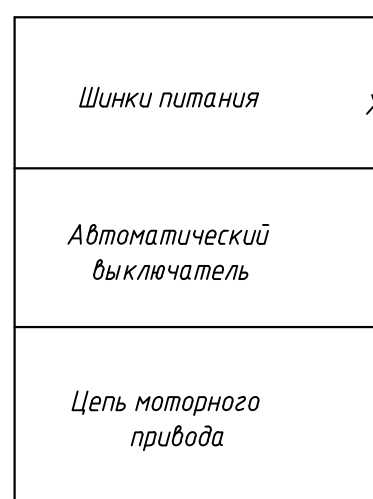 Шинки питания
Автоматический
выключатель
Цепь моторного
привода